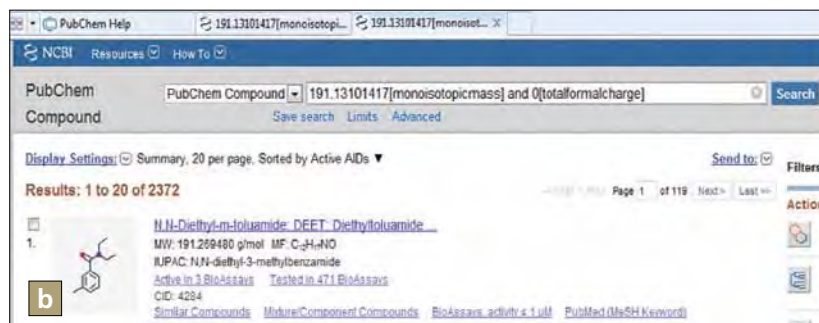 PubChem Help 191.13101417[monoisotopi... 191.13101417[monoisot... X
NCBI Resources How To
PubChem Compound
PubChem Compound 191.13101417[monoisotopicmass] and 0[totalformalcharge] Search
Save search Limits Advanced
Display Settings: Summary, 20 per page, Sorted by Active AIDs Send to:
Filters
Results: 1 to 20 of 2372 Page 1 of 119 Next > Last >>
Action
1. N,N-Diethyl-m-toluamide; DEET; Diethyltoluamide ...
MW: 191.269480 g/mol MF: C₁₂H₁₇NO
IUPAC: N,N-diethyl-3-methylbenzamide
Active in 3 BioAssays Tested in 471 BioAssays
CID: 4284
Similar Compounds Mixture/Component Compounds BioAssays, activity ≤ 1 uM PubMed (MeSH Keyword)
b